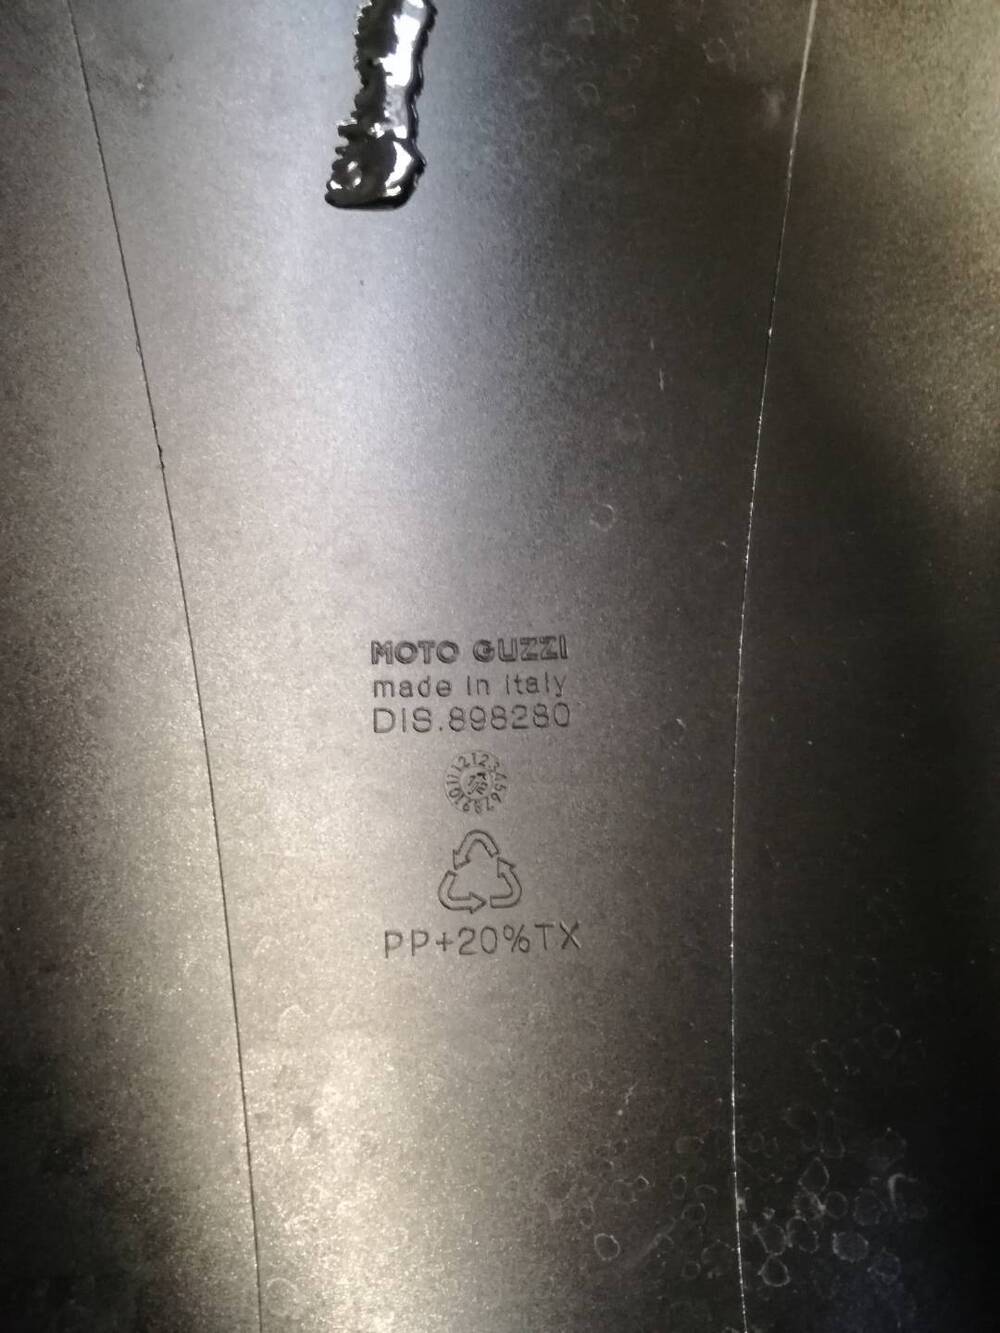 MOTO GUZZI
made in italy
DIS.898280
PP+20%TX